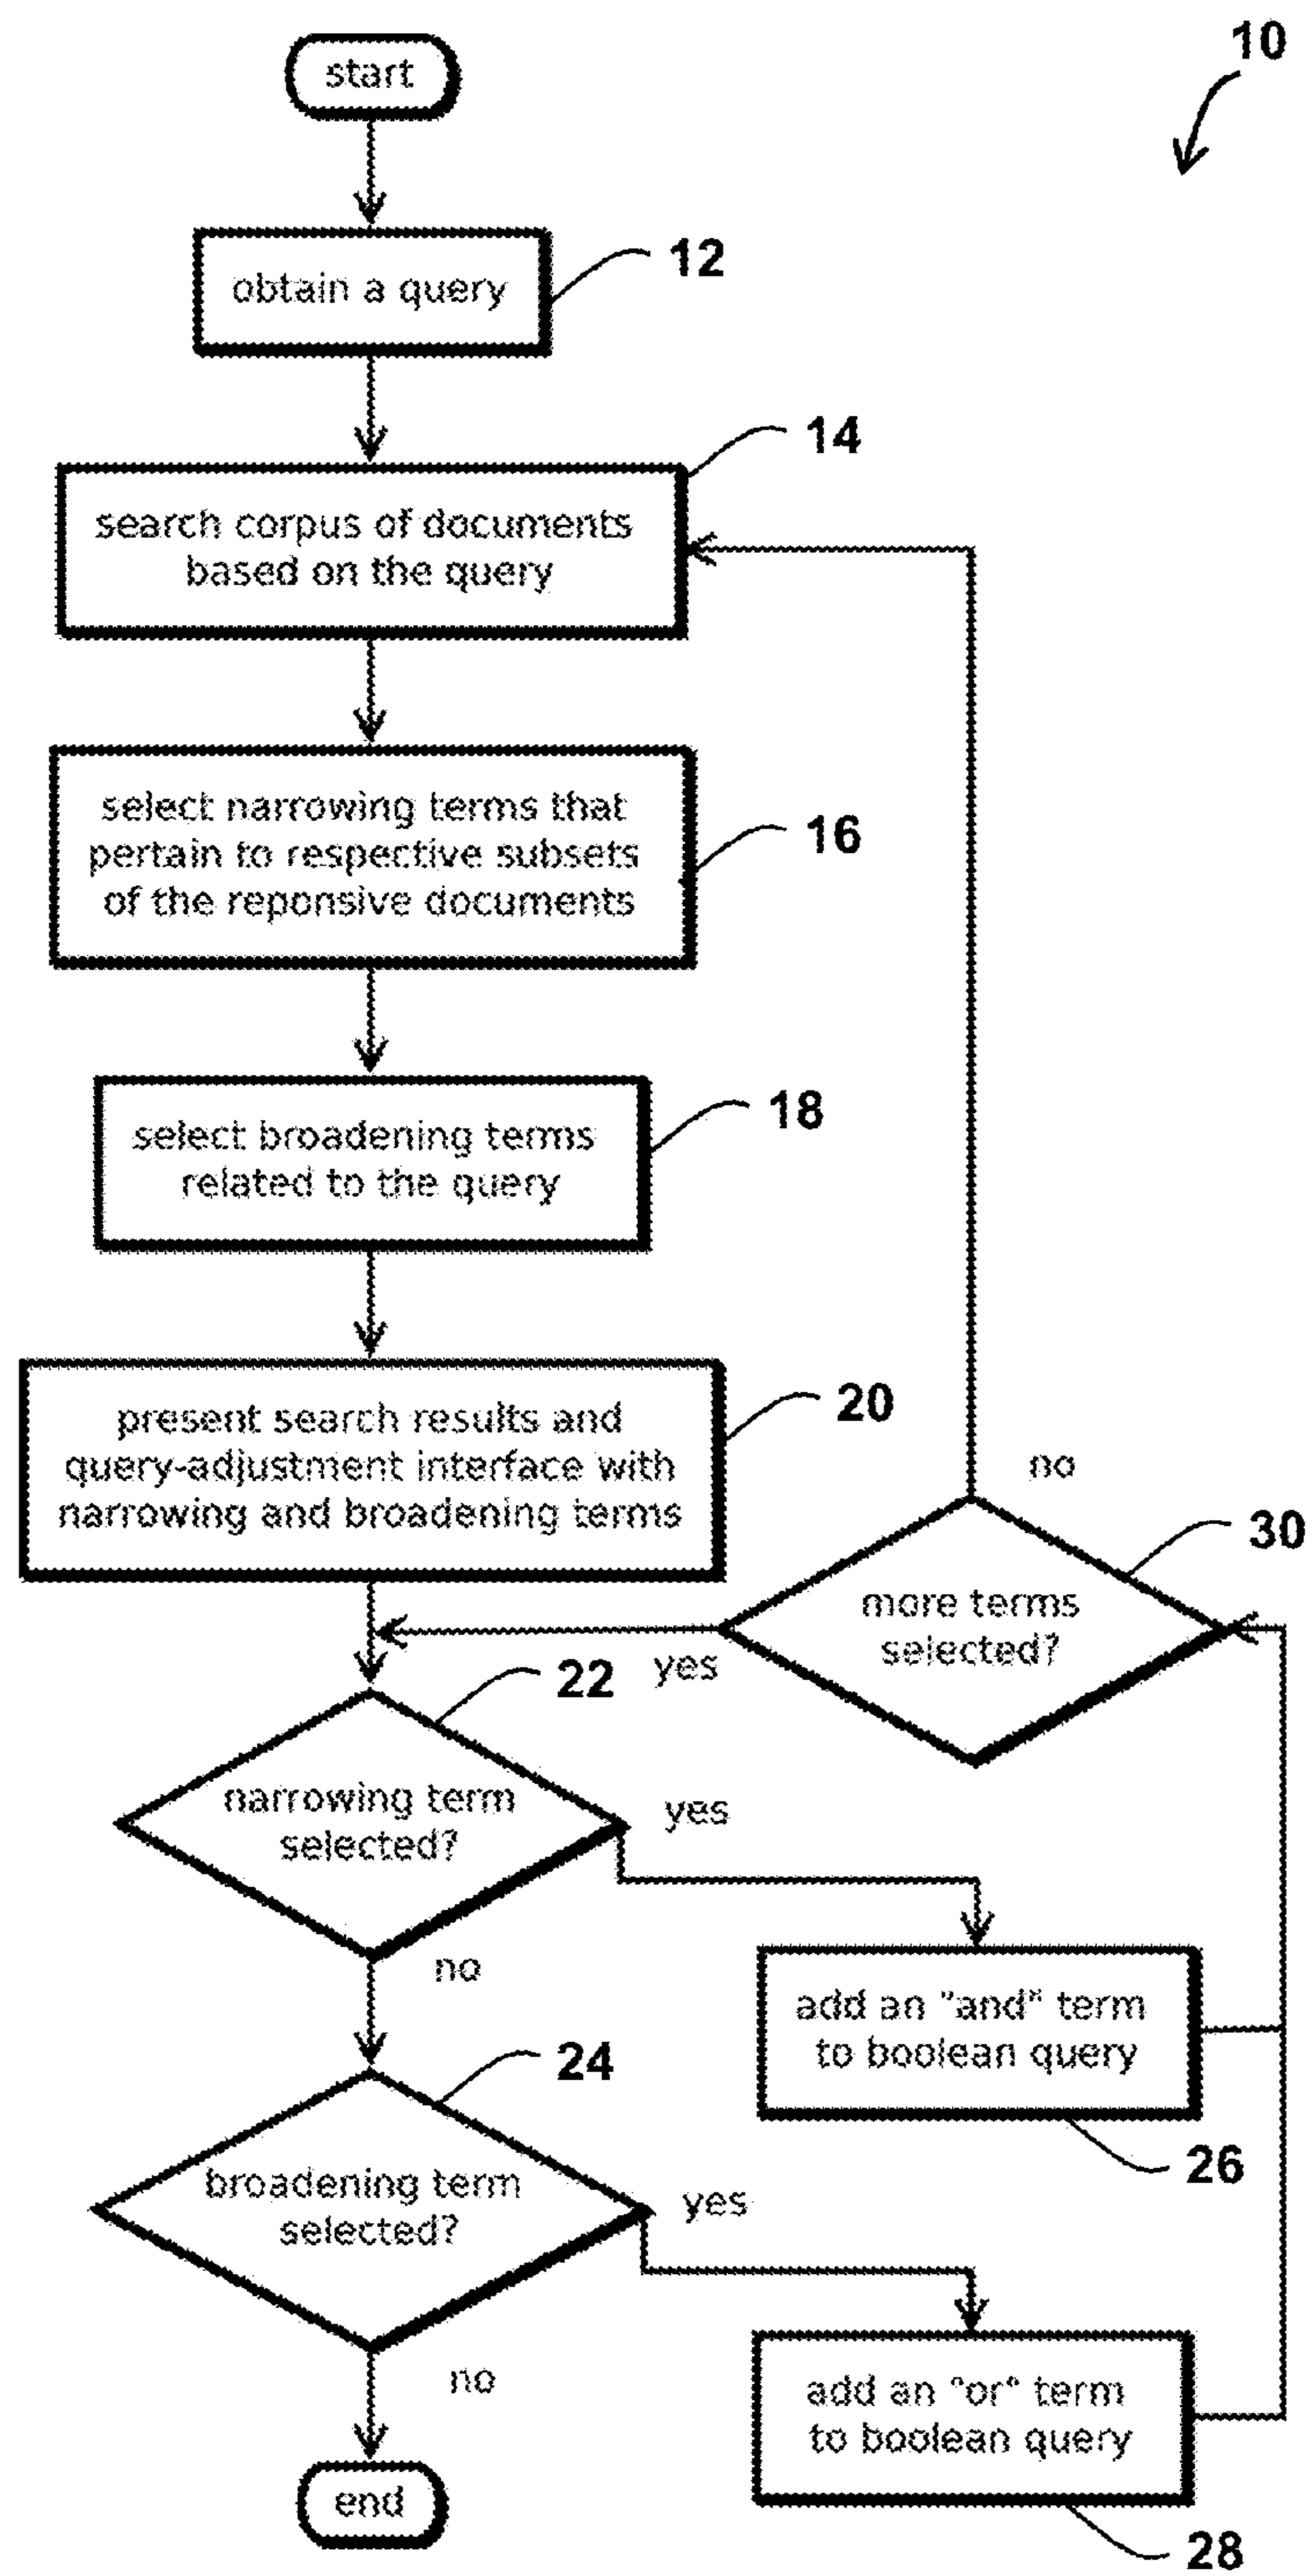 10
start
obtain a query
12
14
search corpus of documents
based on the query
select narrowing terms that
pertain to respective subsets
of the reponsive documents
16
18
select broadening terms
related to the query
20
present search results and
query-adjustment interface with
narrowing and broadening terms
no
30
more terms
selected?
yes
22
narrowing term
selected?
yes
no
add an "and" term
to boolean query
26
24
broadening term
selected?
yes
no
add an "or" term
to boolean query
28
end